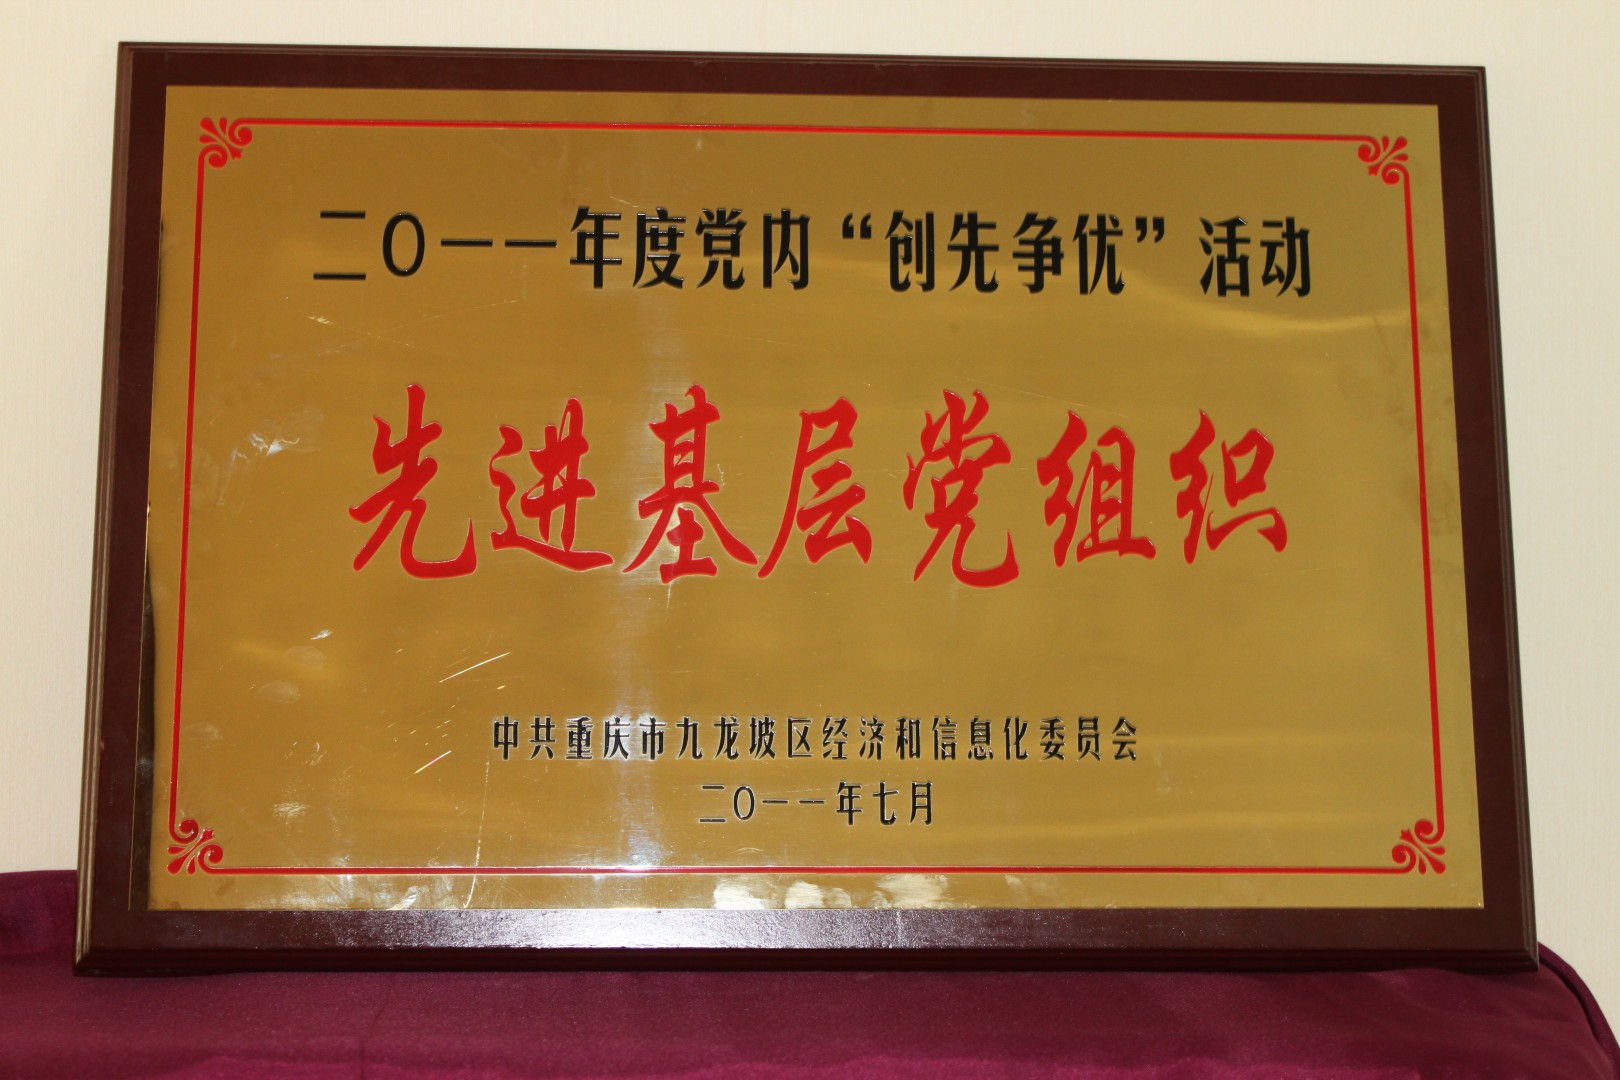 二〇一一年度党内“创先争优”活动
先进基层党组织
中共重庆市九龙坡区经济和信息化委员会
二〇一一年七月